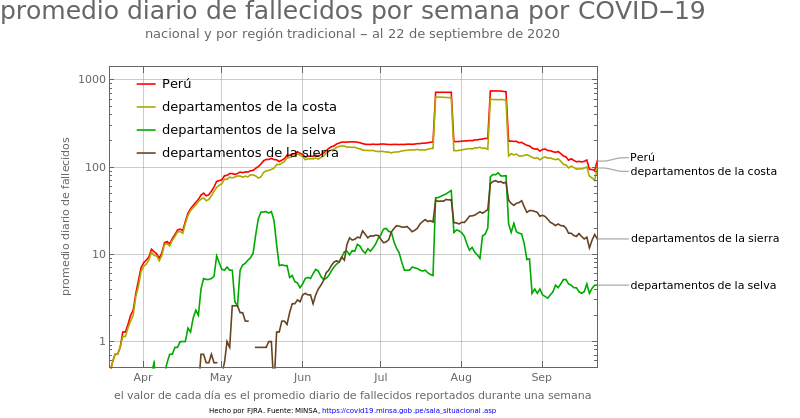 promedio diario de fallecidos por semana por COVID−19
nacional y por región tradicional − al 22 de septiembre de 2020
promedio diario de fallecidos
1000
100
10
1
Perú
departamentos de la costa
departamentos de la selva
departamentos de la sierra
Perú
departamentos de la costa
departamentos de la sierra
departamentos de la selva
Apr May Jun Jul Aug Sep
el valor de cada día es el promedio diario de fallecidos reportados durante una semana
Hecho por FJRA. Fuente: MINSA, https://covid19.minsa.gob.pe/sala_situacional.asp